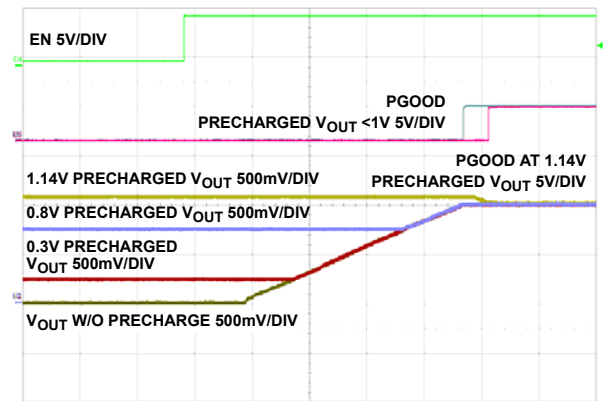 EN 5V/DIV
PGOOD
PRECHARGED VOUT <1V 5V/DIV
PGOOD AT 1.14V
PRECHARGED VOUT 5V/DIV
1.14V PRECHARGED VOUT 500mV/DIV
0.8V PRECHARGED VOUT 500mV/DIV
0.3V PRECHARGED
VOUT 500mV/DIV
VOUT W/O PRECHARGE 500mV/DIV